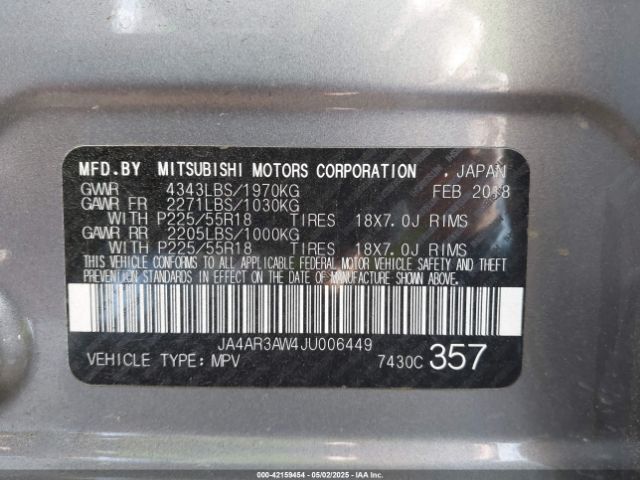 MFD.BY MITSUBISHI MOTORS CORPORATION . JAPAN
GVWR 4343LBS/1970KG FEB 2018
GAWR FR 2271LBS/1030KG
WITH P225/55R18 TIRES 18X7.0J RIMS
GAWR RR 2205LBS/1000KG
WITH P225/55R18 TIRES 18X7.0J RIMS
THIS VEHICLE CONFORMS TO ALL APPLICABLE FEDERAL MOTOR VEHICLE SAFETY AND THEFT
PREVENTION STANDARDS IN EFFECT ON THE DATE OF MANUFACTURE SHOWN ABOVE.
JA4AR3AW4JU006449
VEHICLE TYPE: MPV 7430C 357
000-42159454 - 05/02/2025 - IAAI.COM